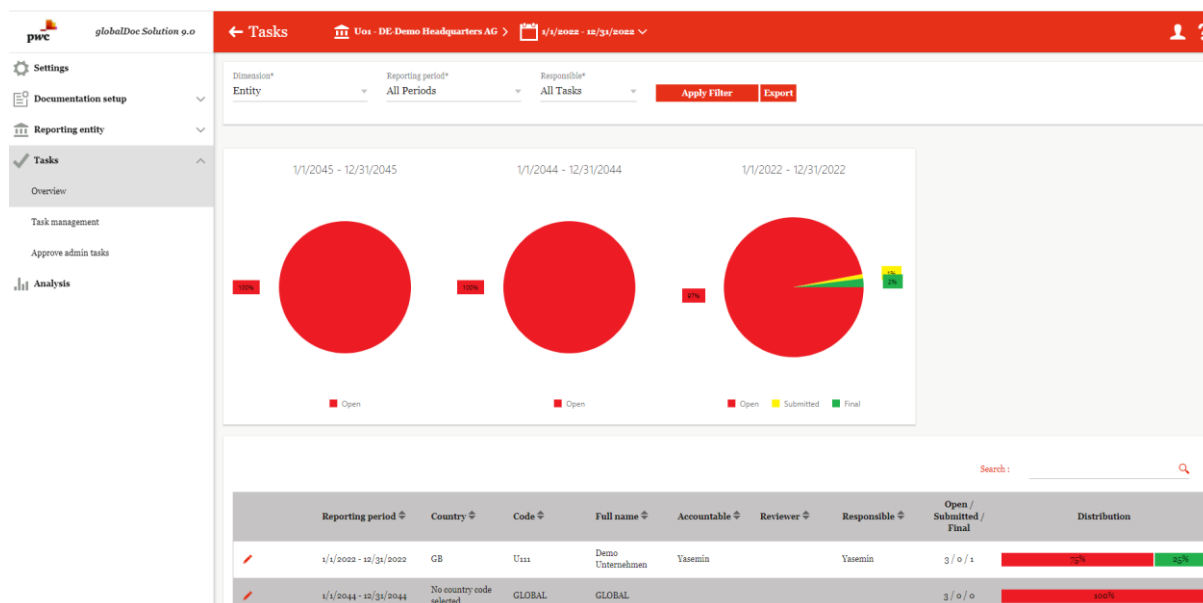 pwc
globalDoc Solution 9.0
← Tasks
U01 - DE-Demo Headquarters AG >
1/1/2022 - 12/31/2022
?
Settings
Documentation setup
Reporting entity
Tasks
Overview
Task management
Approve admin tasks
Analysis
Dimension*
Reporting period*
Responsible*
Entity
All Periods
All Tasks
Apply Filter
Export
1/1/2045 - 12/31/2045
1/1/2044 - 12/31/2044
1/1/2022 - 12/31/2022
100%
100%
97%
1%
2%
Open
Open
Open
Submitted
Final
Search :
Reporting period
Country
Code
Full name
Accountable
Reviewer
Responsible
Open /
Submitted /
Final
Distribution
1/1/2022 - 12/31/2022
GB
U111
Demo
Unternehmen
Yasemin
Yasemin
3 / 0 / 1
75%
25%
1/1/2044 - 12/31/2044
No country code
selected
GLOBAL
GLOBAL
3 / 0 / 0
100%